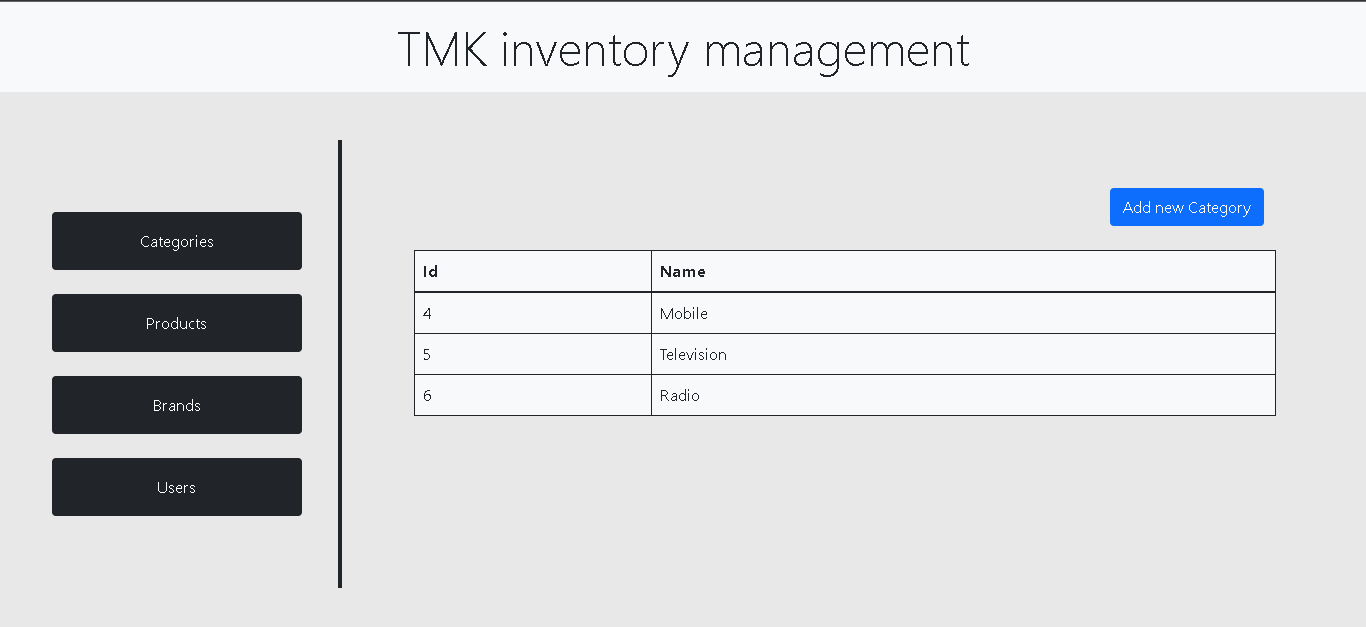 TMK inventory management
Categories
Products
Brands
Users
Add new Category
Id Name
4 Mobile
5 Television
6 Radio